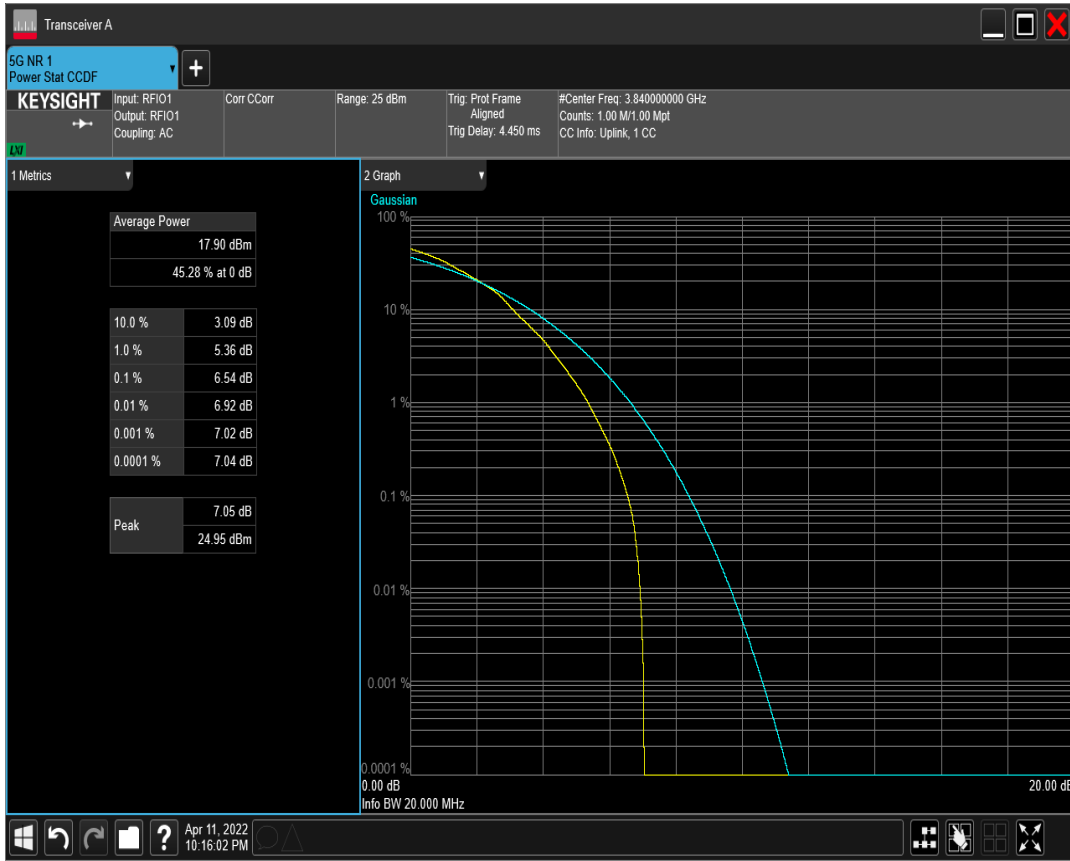 Transceiver A
5G NR 1
Power Stat CCDF
+
KEYSIGHT
LXI
Input: RFIO1
Output: RFIO1
Coupling: AC
Corr CCorr
Range: 25 dBm
Trig: Prot Frame
Aligned
Trig Delay: 4.450 ms
#Center Freq: 3.840000000 GHz
Counts: 1.00 M/1.00 Mpt
CC Info: Uplink, 1 CC
1 Metrics
Average Power
17.90 dBm
45.28 % at 0 dB
10.0 % 3.09 dB
1.0 % 5.36 dB
0.1 % 6.54 dB
0.01 % 6.92 dB
0.001 % 7.02 dB
0.0001 % 7.04 dB
Peak
7.05 dB
24.95 dBm
2 Graph
Gaussian
100 %
10 %
1 %
0.1 %
0.01 %
0.001 %
0.0001 %
0.00 dB 20.00 dB
Info BW 20.000 MHz
? Apr 11, 2022
10:16:02 PM